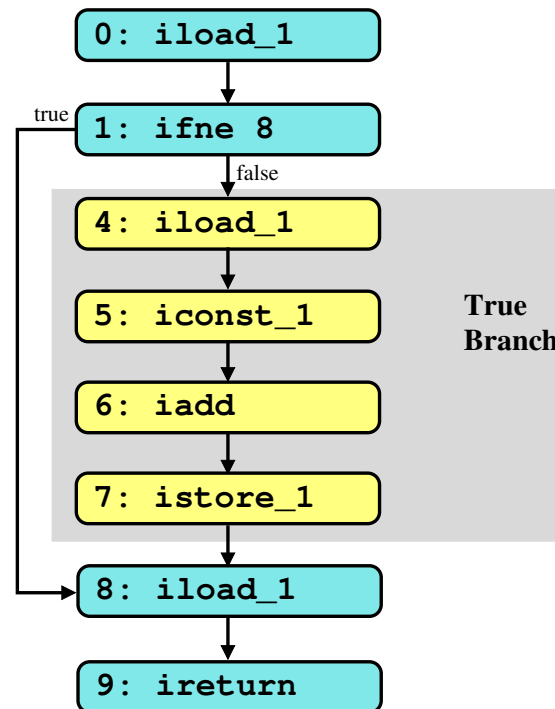 0: iload_1
true
1: ifne 8
false
4: iload_1
5: iconst_1
True
Branch
6: iadd
7: istore_1
8: iload_1
9: ireturn